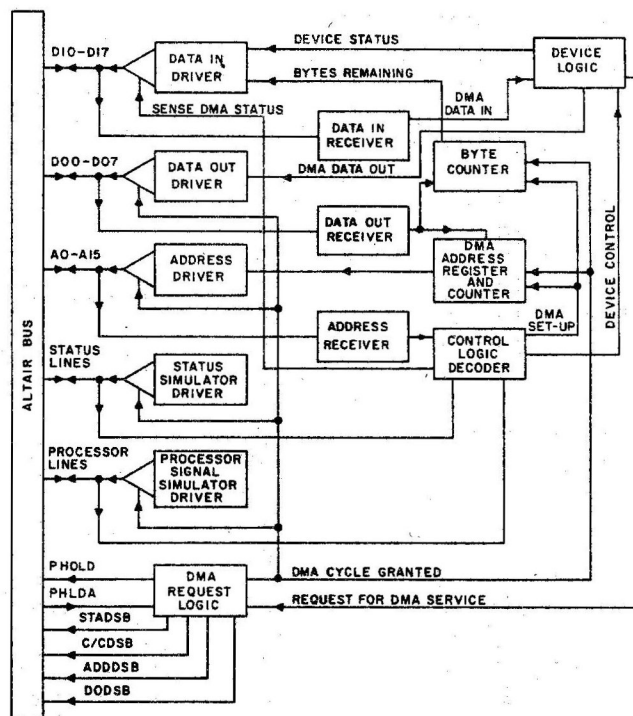 DI0-DI7
DATA IN
DRIVER
DEVICE STATUS
BYTES REMAINING
DEVICE
LOGIC
SENSE DMA STATUS
DMA
DATA IN
DATA IN
RECEIVER
DO0-DO7
DATA OUT
DRIVER
DMA DATA OUT
BYTE
COUNTER
DATA OUT
RECEIVER
A0-A15
ADDRESS
DRIVER
DMA
ADDRESS
REGISTER
AND
COUNTER
DEVICE CONTROL
ADDRESS
RECEIVER
DMA
SET-UP
CONTROL
LOGIC
DECODER
ALTAIR BUS
STATUS
LINES
STATUS
SIMULATOR
DRIVER
PROCESSOR
LINES
PROCESSOR
SIGNAL
SIMULATOR
DRIVER
PHOLD
DMA
REQUEST
LOGIC
DMA CYCLE GRANTED
PHLDA
REQUEST FOR DMA SERVICE
STADSB
C/CDSB
ADDDSB
DODSB